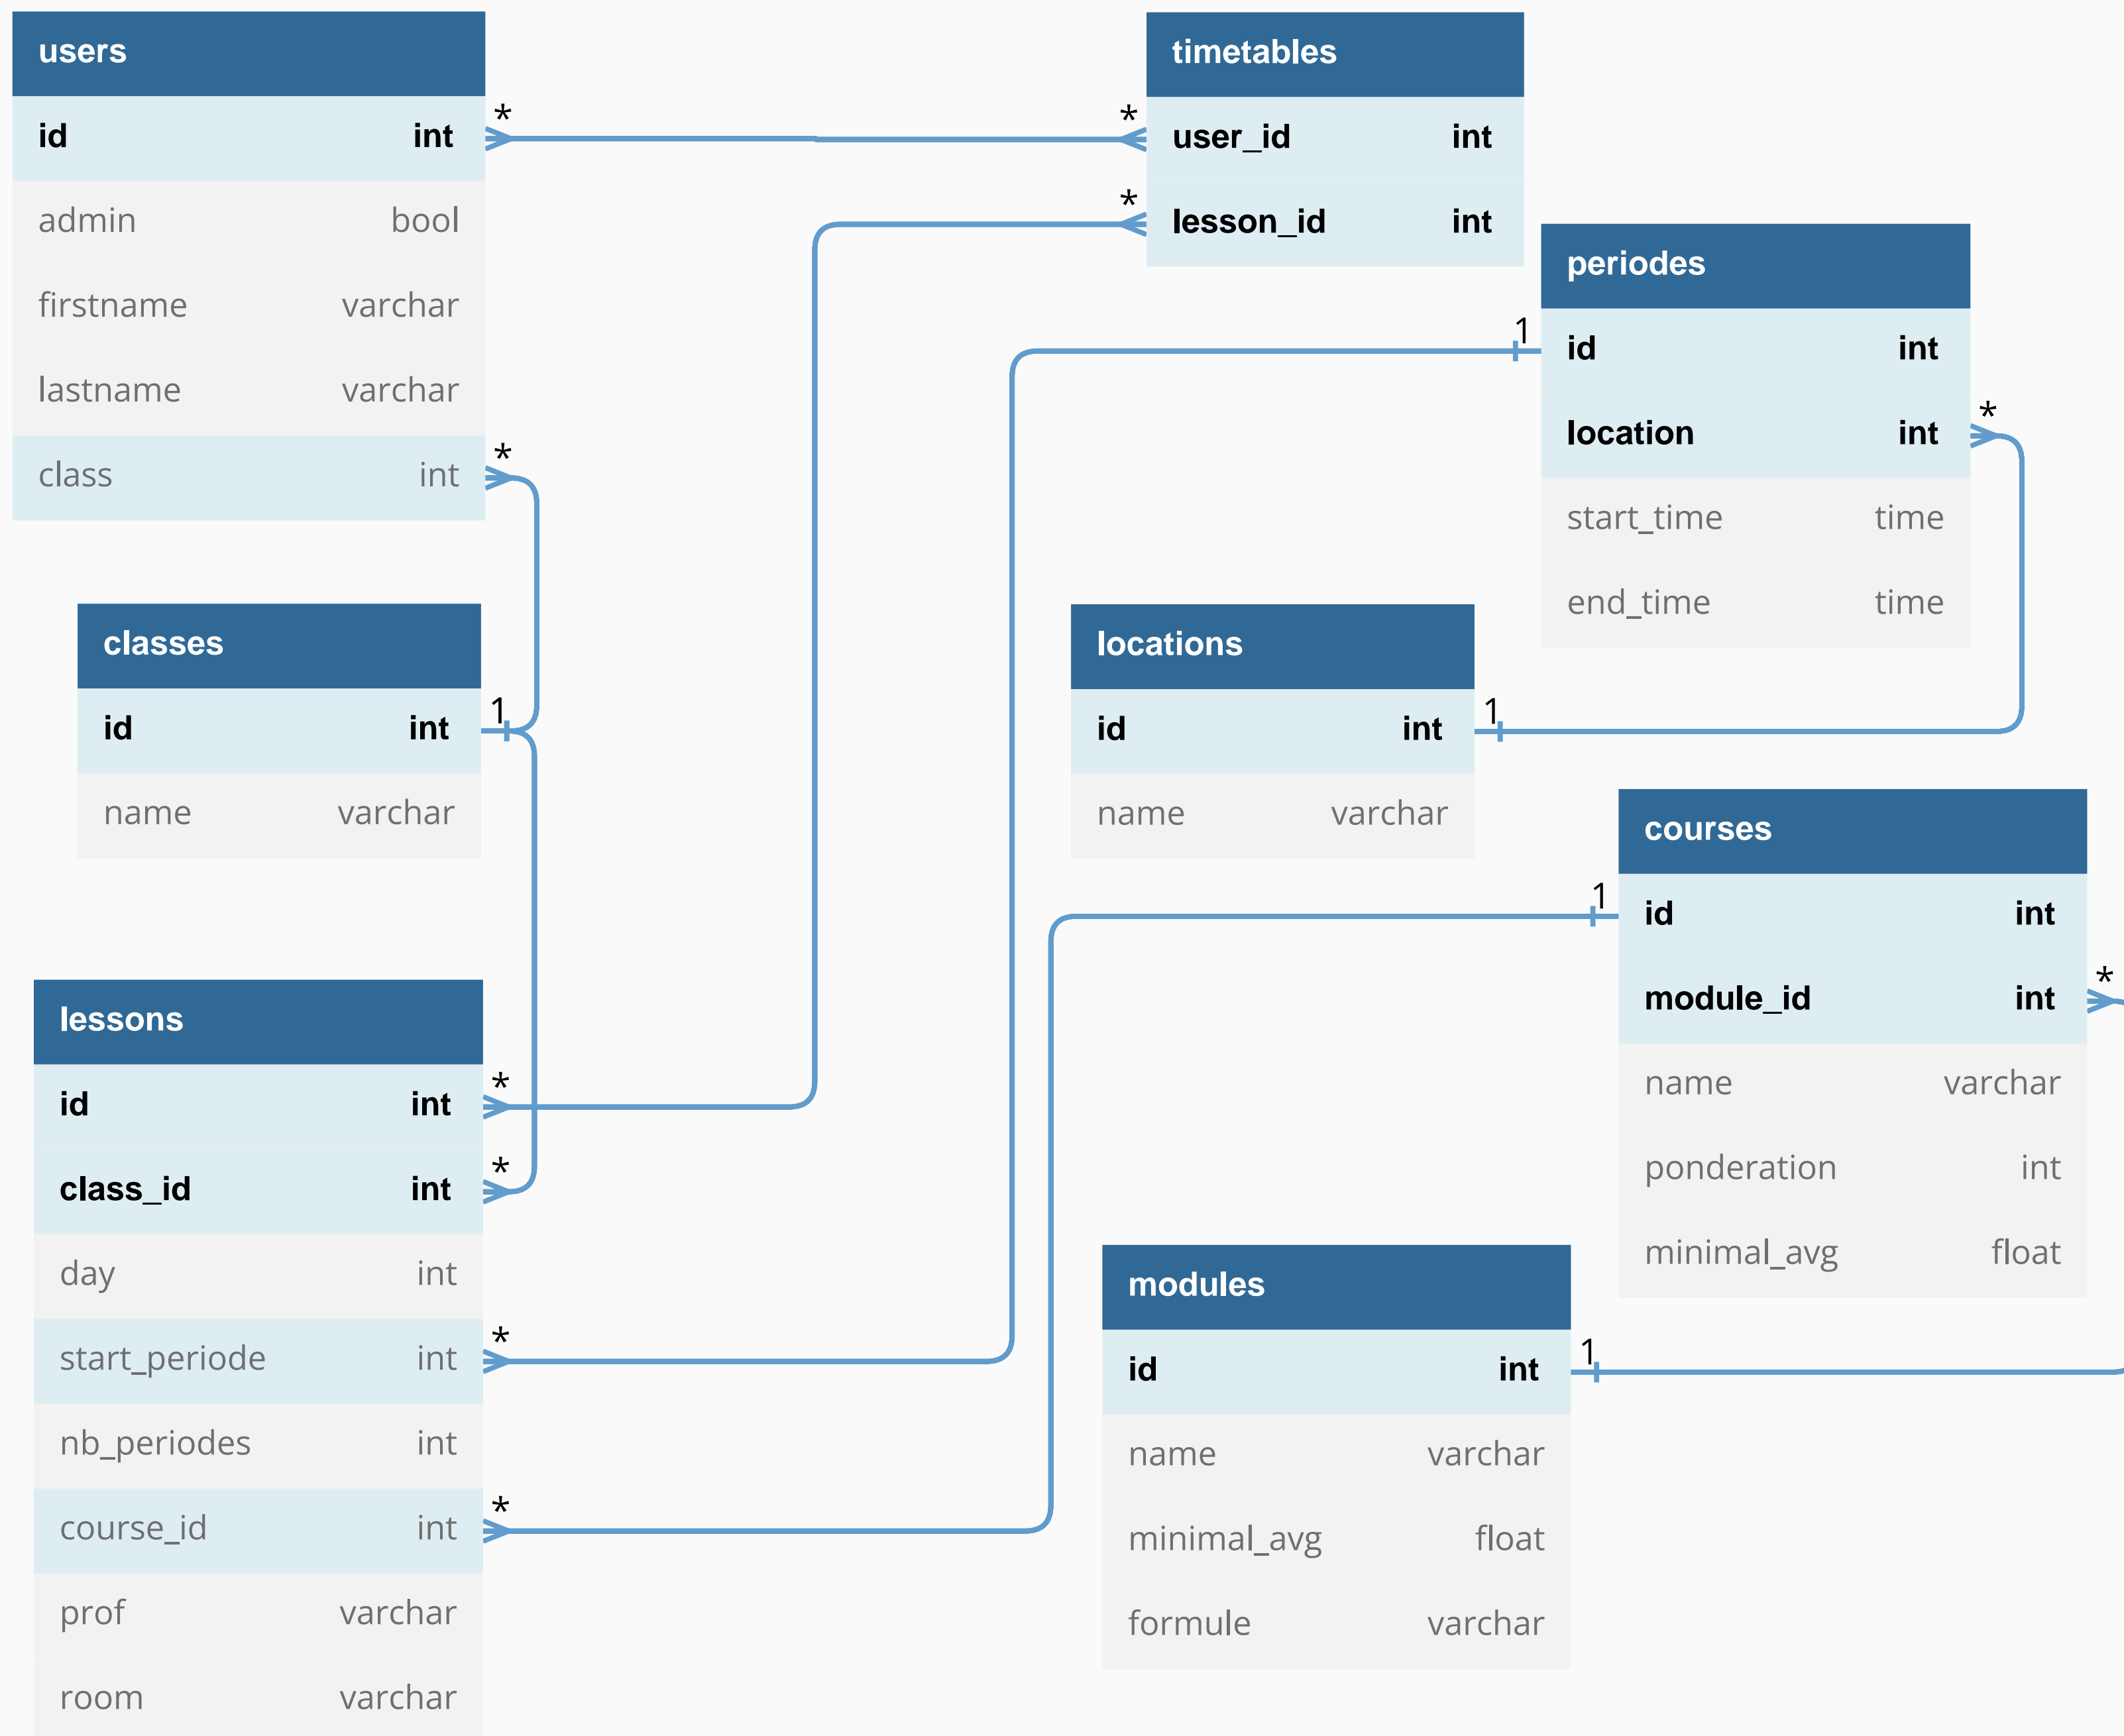 users
id int
admin bool
firstname varchar
lastname varchar
class int
*
*
timetables
user_id int
lesson_id int
*
*
periodes
id int
location int
start_time time
end_time time
1
*
classes
id int
name varchar
1
locations
id int
name varchar
1
courses
id int
module_id int
name varchar
ponderation int
minimal_avg float
1
*
lessons
id int
class_id int
day int
start_periode int
nb_periodes int
course_id int
prof varchar
room varchar
*
*
*
*
modules
id int
name varchar
minimal_avg float
formule varchar
1